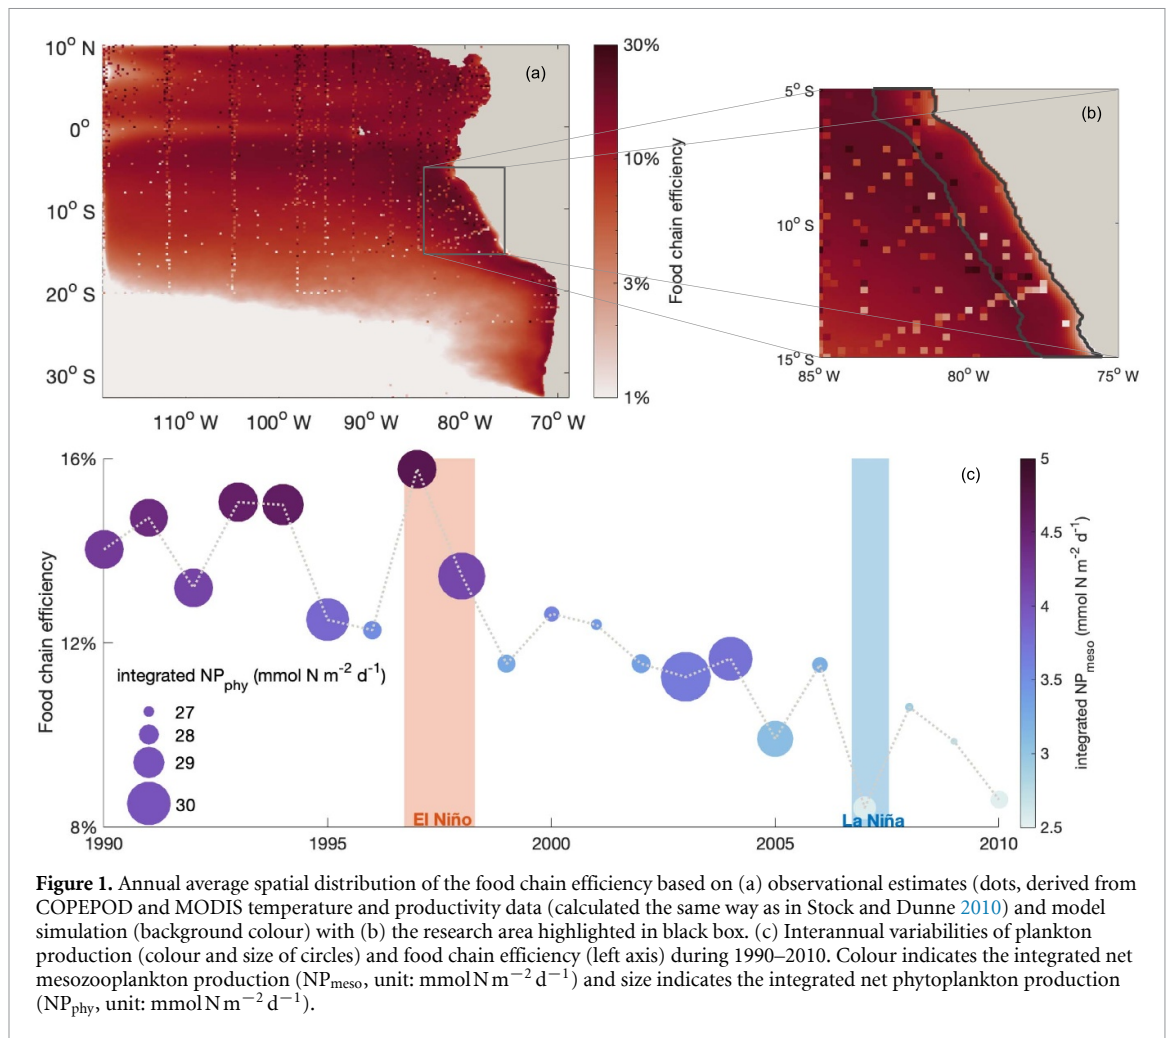 10° N
0°
10° S
20° S
30° S
110° W 100° W 90° W 80° W 70° W
(a)
30%
10%
3%
1%
Food chain efficiency
5° S
10° S
15° S
85° W 80° W 75° W
(b)
16%
12%
8%
Food chain efficiency
(c)
integrated NPphy (mmol N m-2 d-1)
27
28
29
30
El Niño
La Niña
1990 1995 2000 2005 2010
5
4.5
4
3.5
3
2.5
integrated NPmeso (mmol N m-2 d-1)
Figure 1. Annual average spatial distribution of the food chain efficiency based on (a) observational estimates (dots, derived from
COPEPOD and MODIS temperature and productivity data (calculated the same way as in Stock and Dunne 2010) and model
simulation (background colour) with (b) the research area highlighted in black box. (c) Interannual variabilities of plankton
production (colour and size of circles) and food chain efficiency (left axis) during 1990–2010. Colour indicates the integrated net
mesozooplankton production (NPmeso, unit: mmol N m−2 d−1) and size indicates the integrated net phytoplankton production
(NPphy, unit: mmol N m−2 d−1).